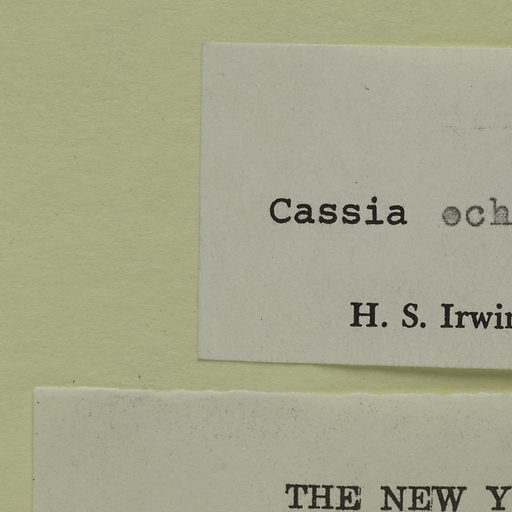 Cassia och
H. S. Irwin
THE NEW Y